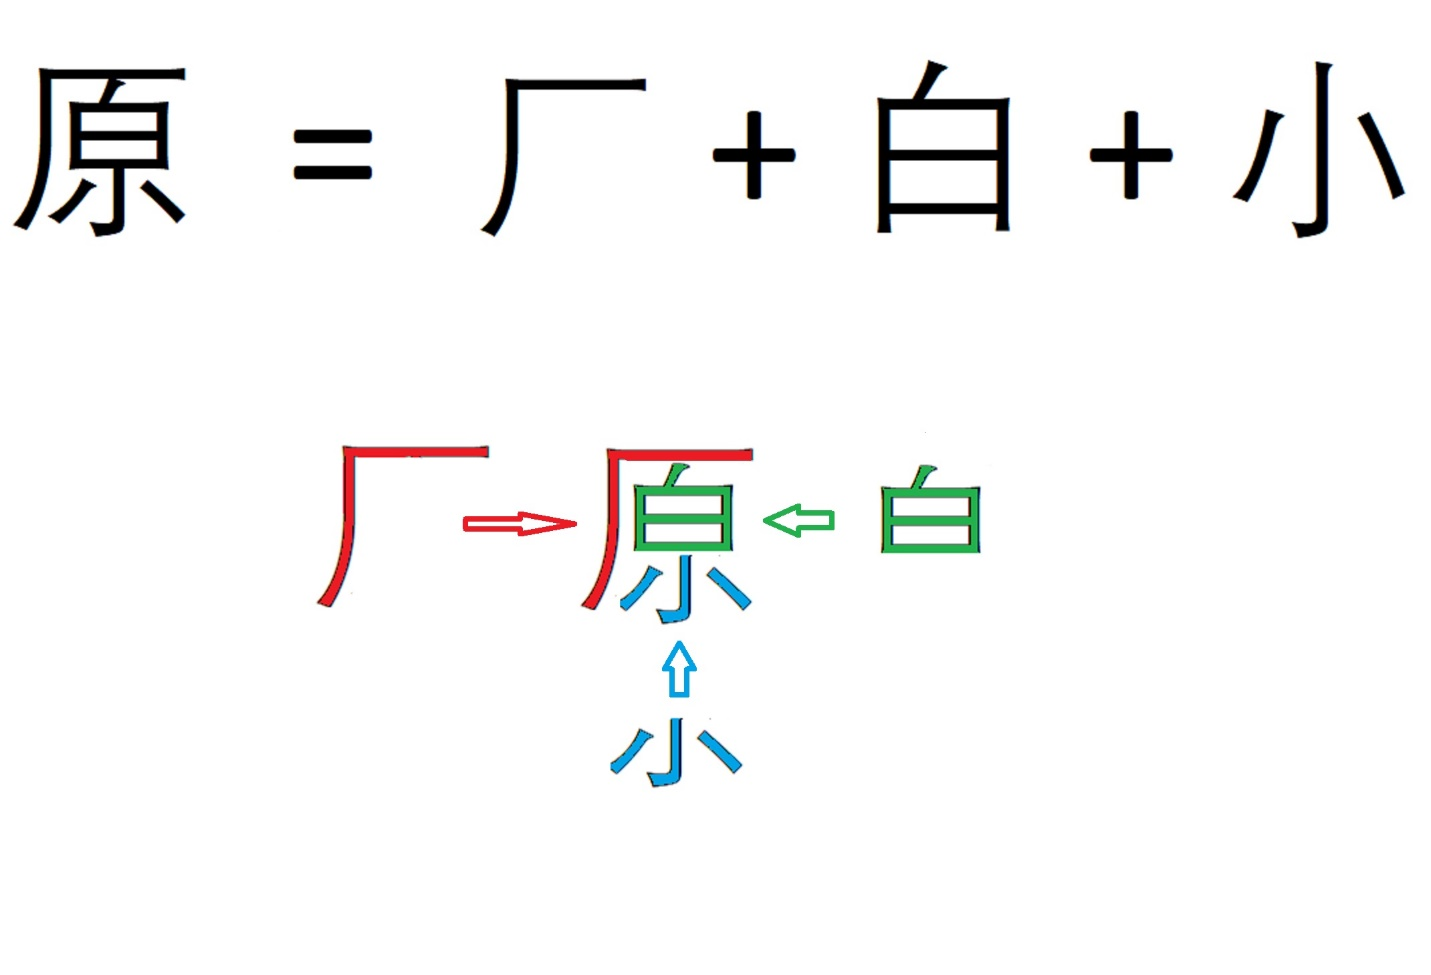 原 = 厂 + 白 + 小
厂 原 白
小